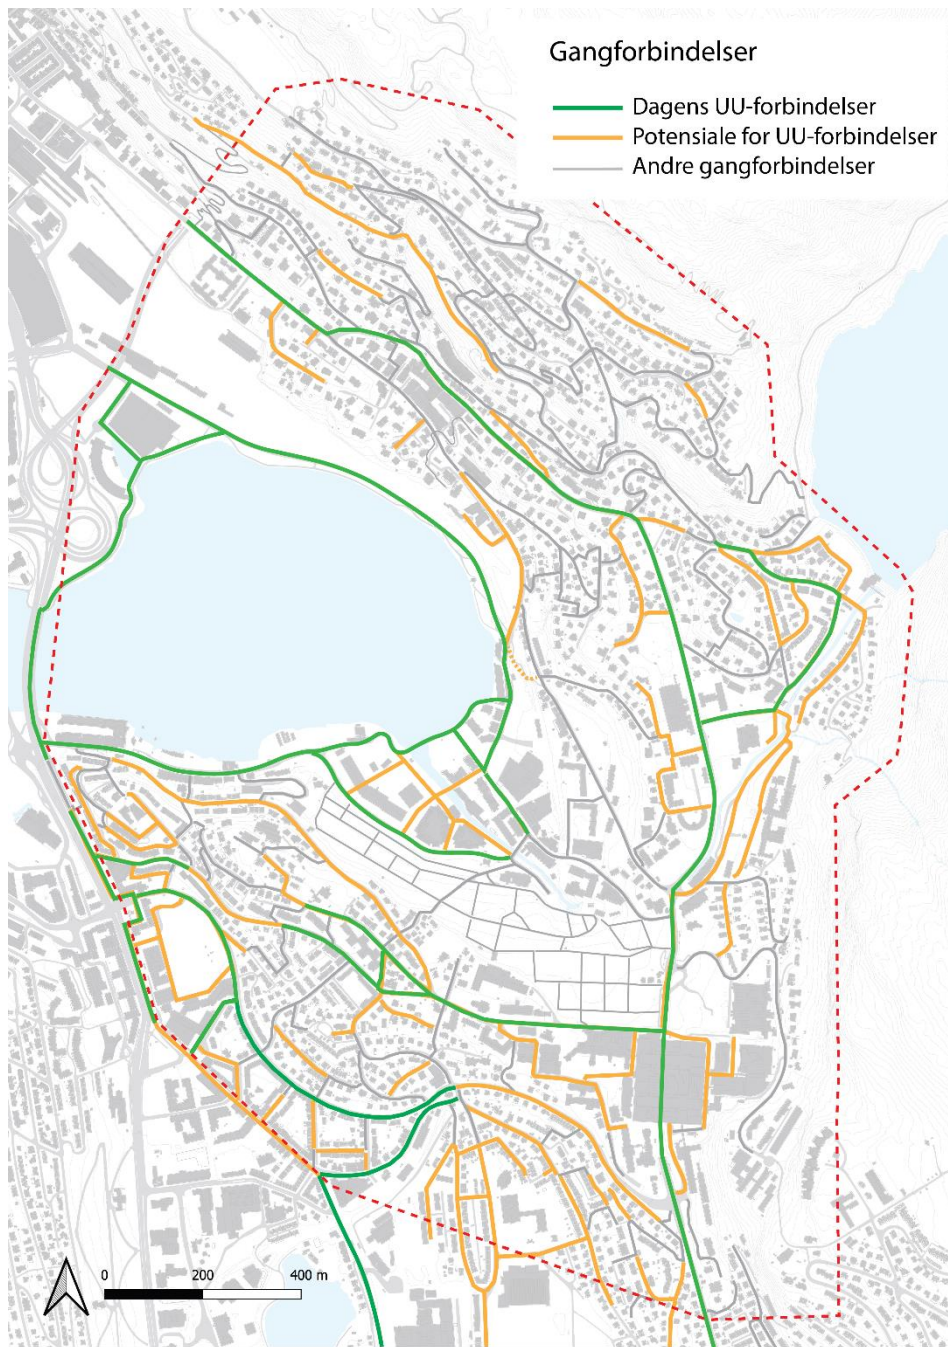 Gangforbindelser
Dagens UU-forbindelser
Potensiale for UU-forbindelser
Andre gangforbindelser
0 200 400 m